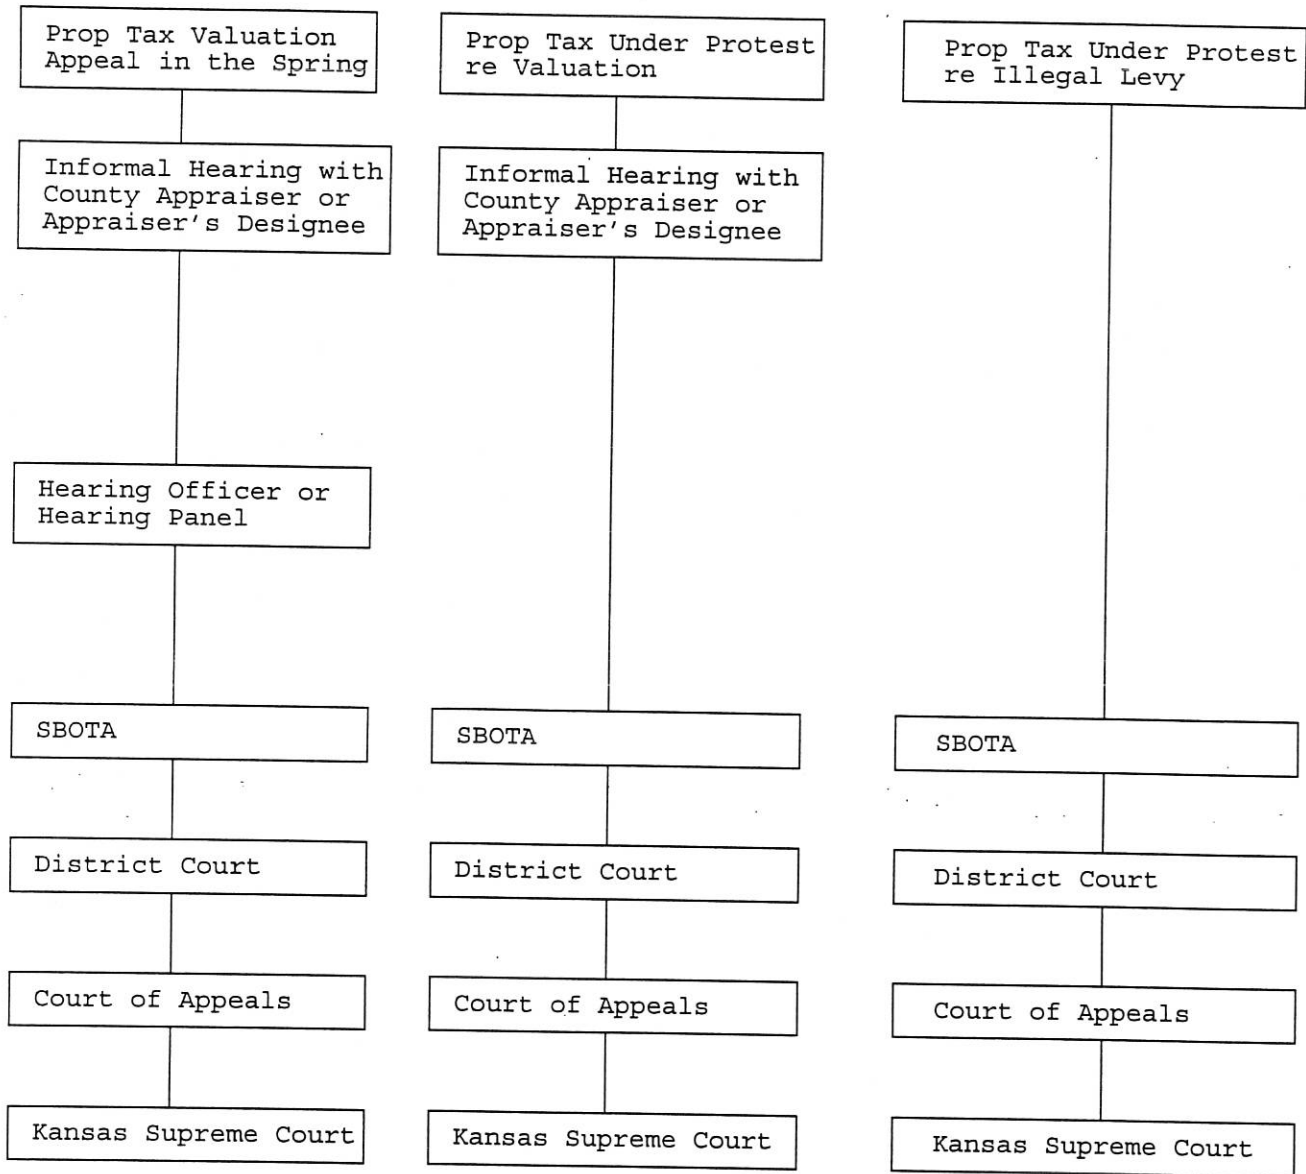 Prop Tax Valuation
Appeal in the Spring
Prop Tax Under Protest
re Valuation
Prop Tax Under Protest
re Illegal Levy
Informal Hearing with
County Appraiser or
Appraiser's Designee
Informal Hearing with
County Appraiser or
Appraiser's Designee
Hearing Officer or
Hearing Panel
SBOTA
SBOTA
SBOTA
District Court
District Court
District Court
Court of Appeals
Court of Appeals
Court of Appeals
Kansas Supreme Court
Kansas Supreme Court
Kansas Supreme Court